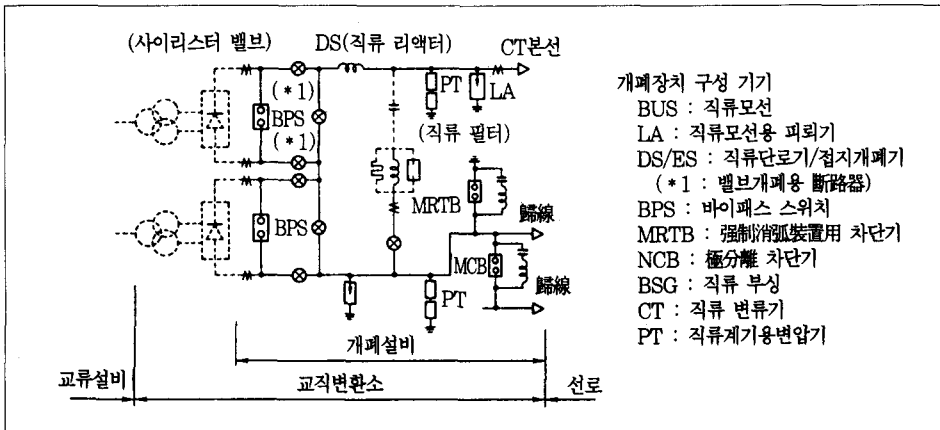 (사이리스터 밸브)
DS(직류 리액터)
CT본선
(*1)
BPS
(*1)
PT
LA
(직류 필터)
MRTB
歸線
BPS
MCB
歸線
PT
개폐설비
교류설비
교직변환소
선로
개폐장치 구성 기기
BUS : 직류모선
LA : 직류모선용 피뢰기
DS/ES : 직류단로기/접지개폐기
(*1 : 밸브개폐용 斷路器)
BPS : 바이패스 스위치
MRTB : 强制消弧裝置用 차단기
NCB : 極分離 차단기
BSG : 직류 부싱
CT : 직류 변류기
PT : 직류계기용변압기